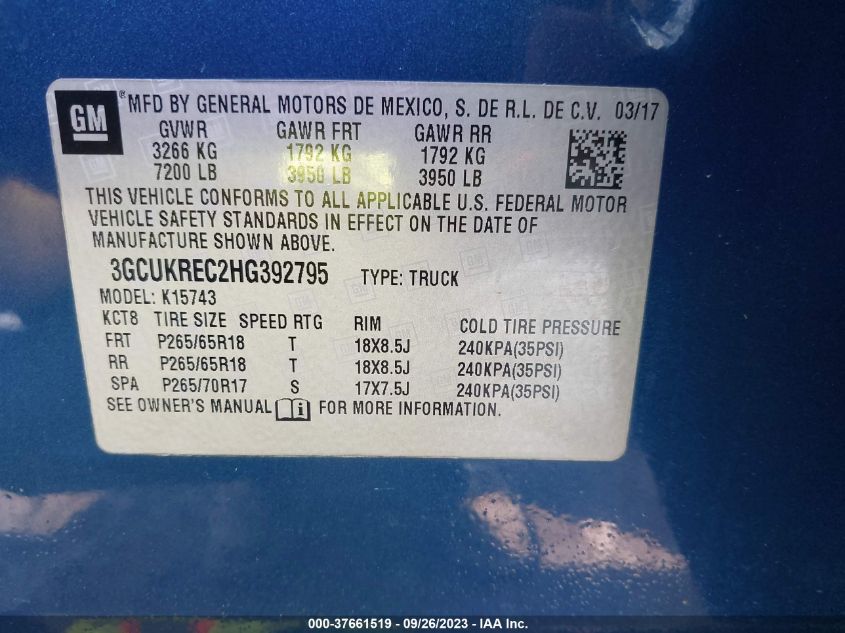 GM ® MFD BY GENERAL MOTORS DE MEXICO, S. DE R.L. DE C.V. 03/17
GVWR GAWR FRT GAWR RR
3266 KG 1792 KG 1792 KG
7200 LB 3950 LB 3950 LB
THIS VEHICLE CONFORMS TO ALL APPLICABLE U.S. FEDERAL MOTOR
VEHICLE SAFETY STANDARDS IN EFFECT ON THE DATE OF
MANUFACTURE SHOWN ABOVE.
3GCUKREC2HG392795 TYPE: TRUCK
MODEL: K15743
KCT8 TIRE SIZE SPEED RTG RIM COLD TIRE PRESSURE
FRT P265/65R18 T 18X8.5J 240KPA(35PSI)
RR P265/65R18 T 18X8.5J 240KPA(35PSI)
SPA P265/70R17 S 17X7.5J 240KPA(35PSI)
SEE OWNER'S MANUAL i FOR MORE INFORMATION.
000-37661519 - 09/26/2023 - IAA Inc.